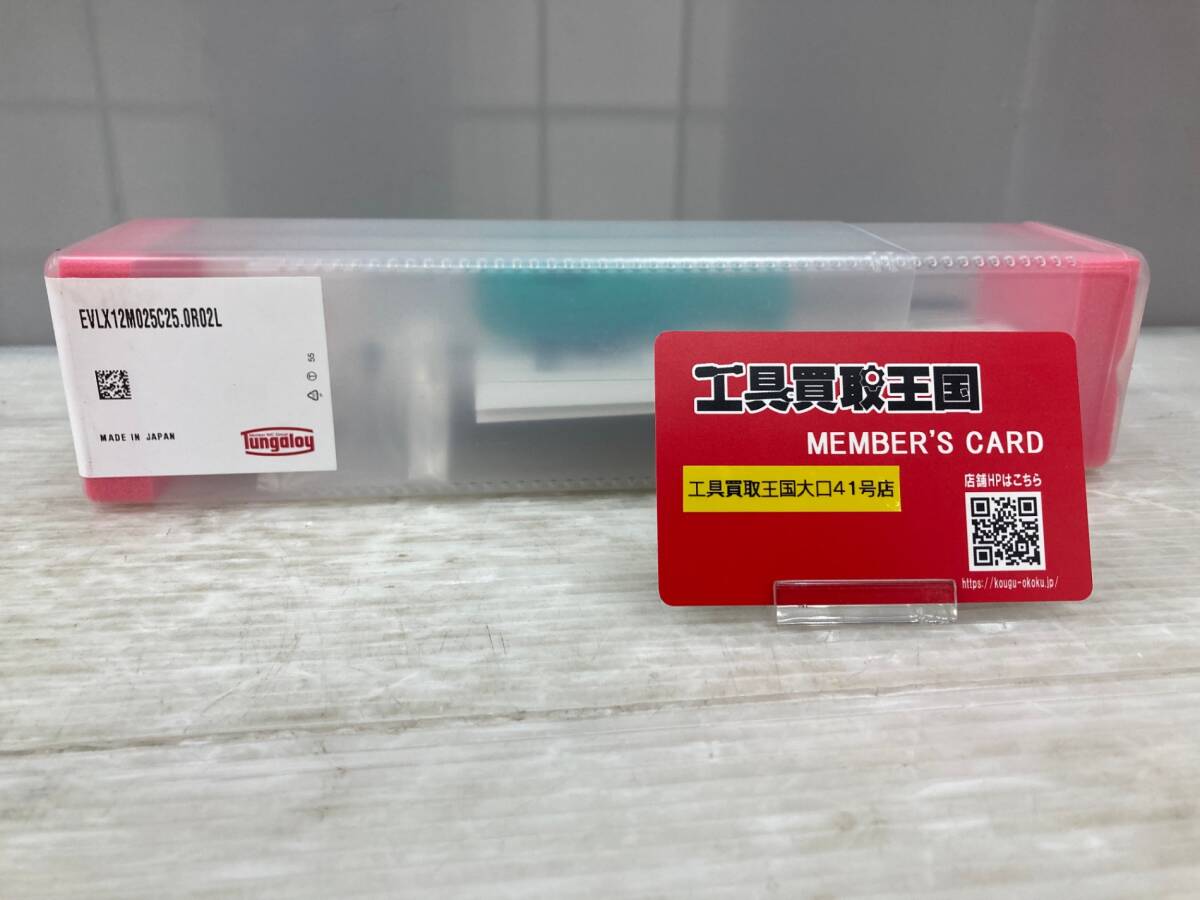 EVLX12M025C25.0R02L
55
MADE IN JAPAN
Tungaloy
工具買取王国
MEMBER'S CARD
工具買取王国大口41号店
店舗HPはこちら
https://kougu-okoku.jp/